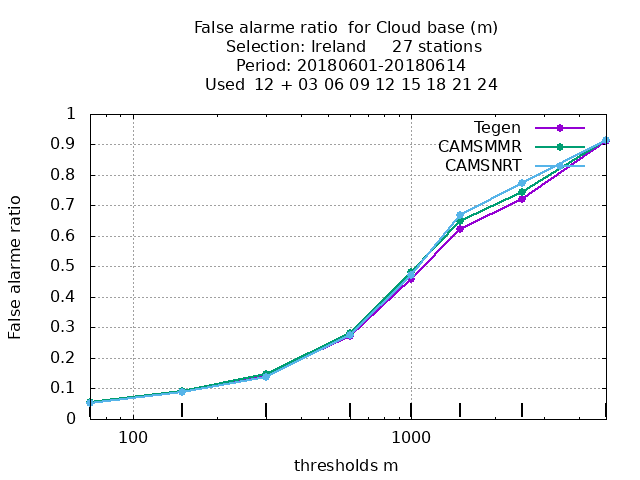 False alarme ratio  for Cloud base (m)
Selection: Ireland     27 stations
Period: 20180601-20180614
Used  12 + 03 06 09 12 15 18 21 24
Tegen
CAMSMMR
CAMSNRT
1
0.9
0.8
0.7
0.6
0.5
0.4
0.3
0.2
0.1
0
False alarme ratio
100
1000
thresholds m